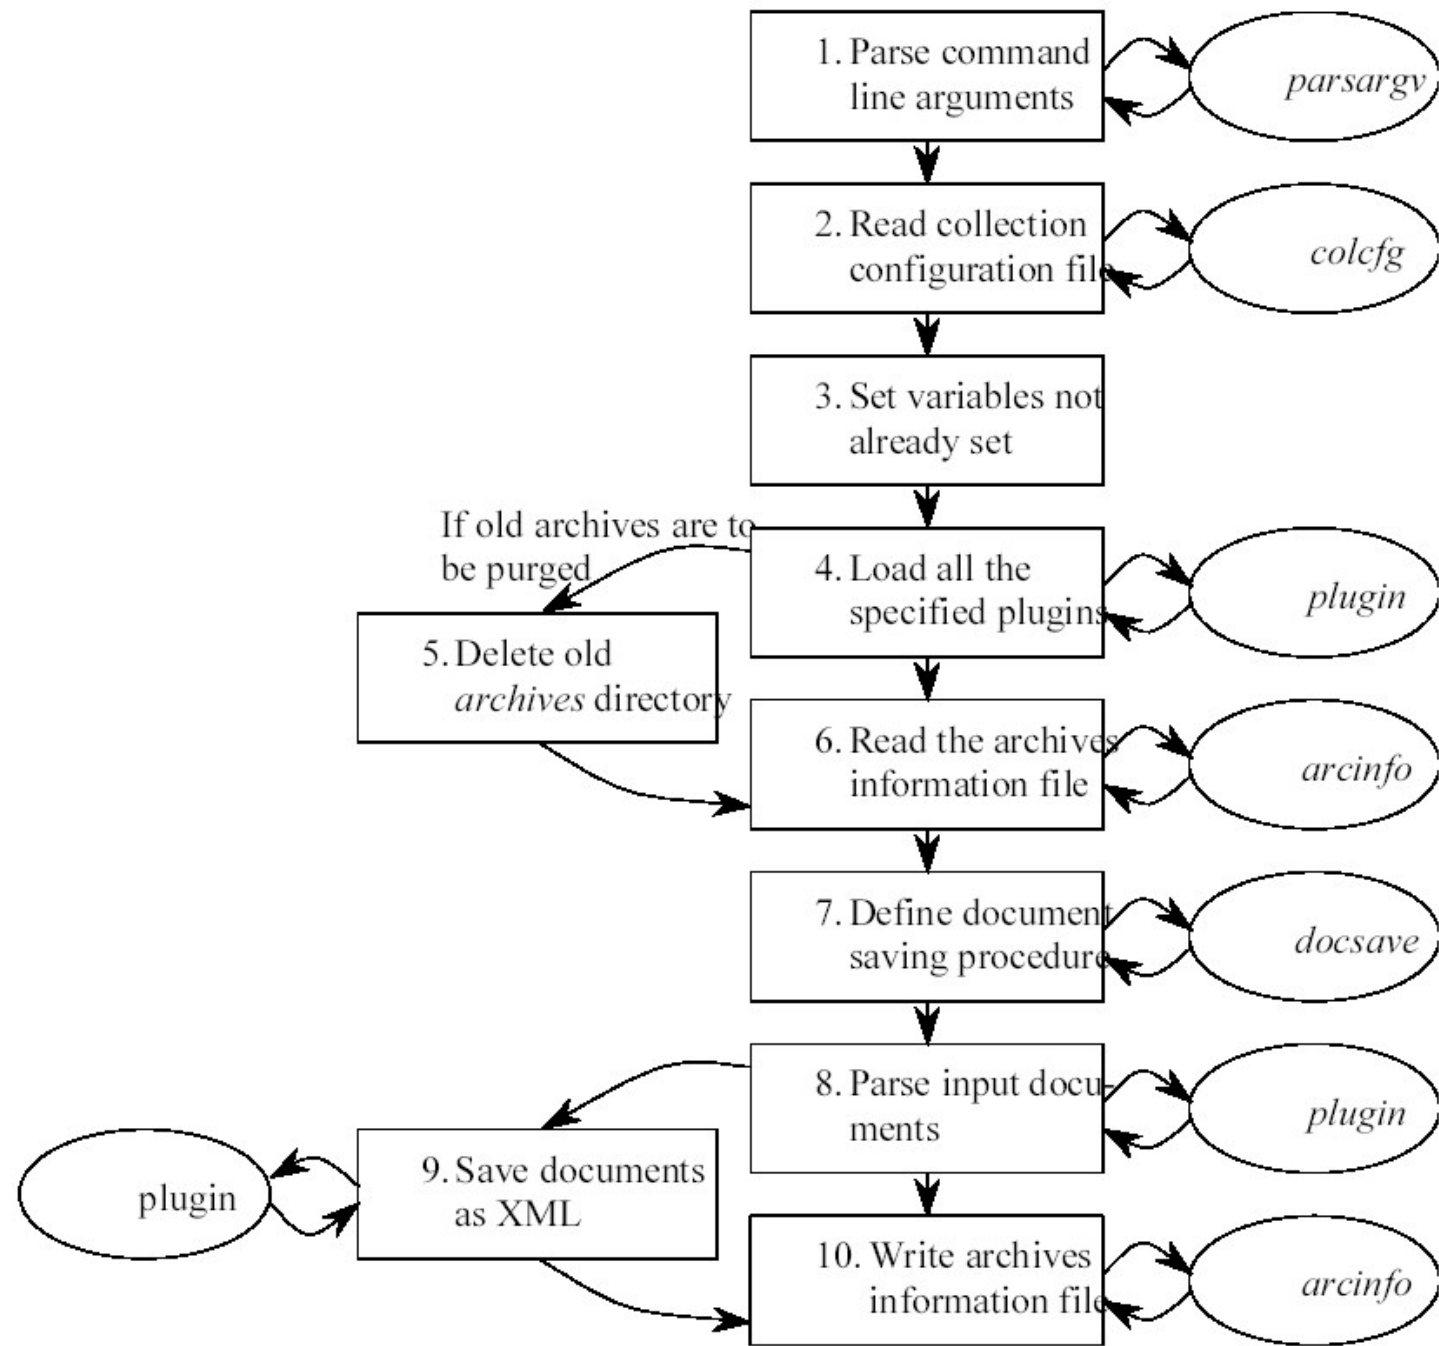 1. Parse command
line arguments
parsargv
2. Read collection
configuration file
colcfg
3. Set variables not
already set
If old archives are to
be purged
4. Load all the
specified plugins
plugin
5. Delete old
archives directory
6. Read the archives
information file
arcinfo
7. Define document
saving procedure
docsave
8. Parse input docu-
ments
plugin
plugin
9. Save documents
as XML
10. Write archives
information file
arcinfo